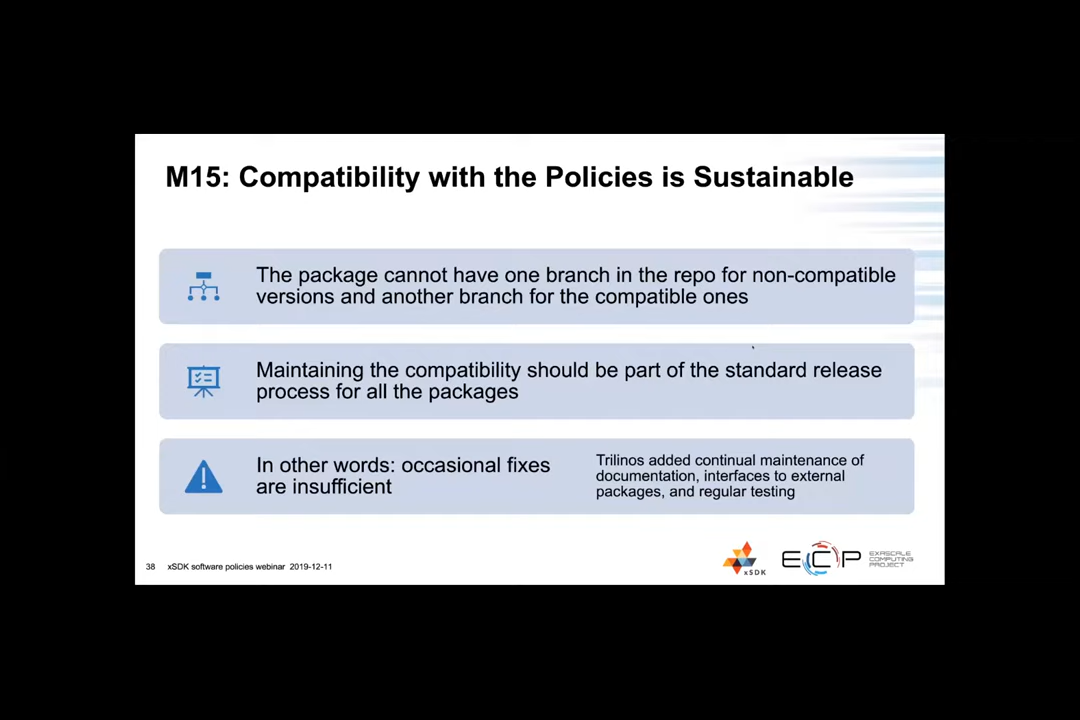 M15: Compatibility with the Policies is Sustainable
The package cannot have one branch in the repo for non-compatible
versions and another branch for the compatible ones
Maintaining the compatibility should be part of the standard release
process for all the packages
In other words: occasional fixes
are insufficient
Trilinos added continual maintenance of
documentation, interfaces to external
packages, and regular testing
38 xSDK software policies webinar 2019-12-11
xSDK
ECP
EXASCALE
COMPUTING
PROJECT